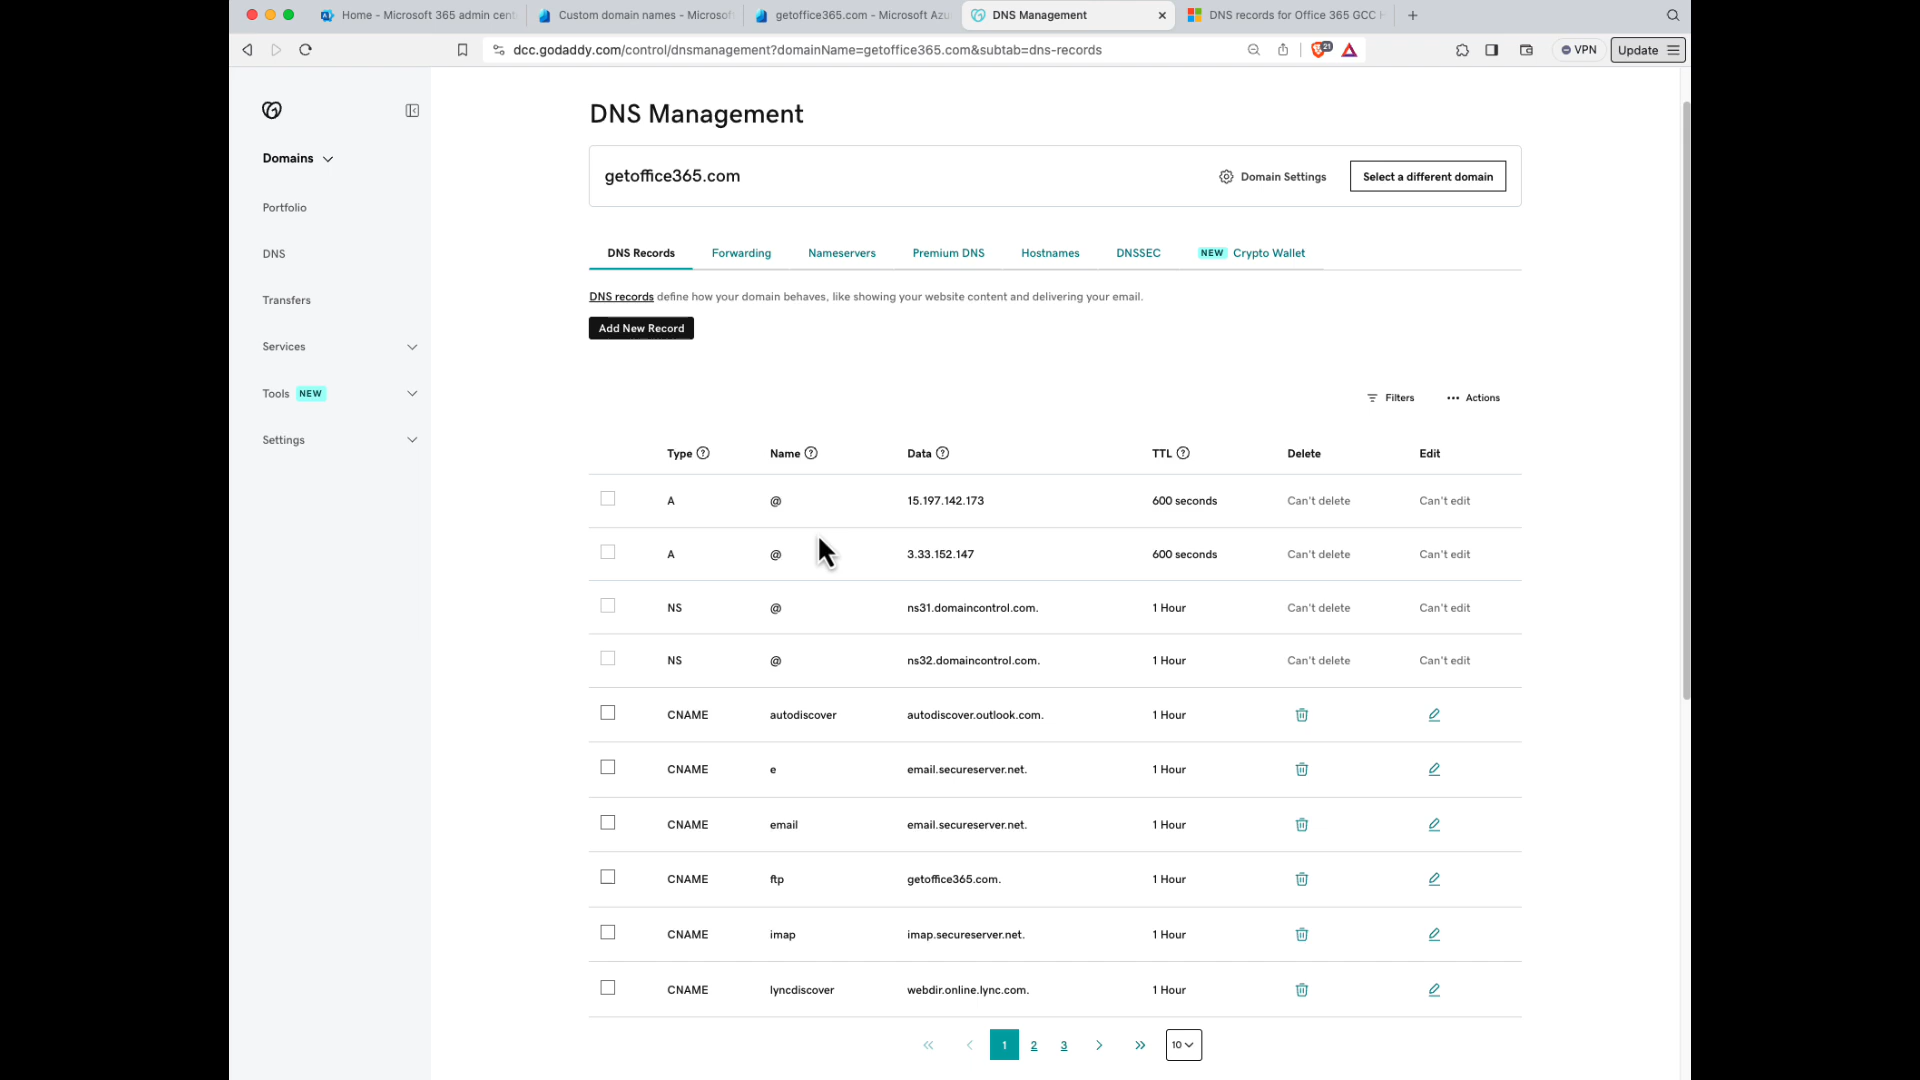 Home - Microsoft 365 admin cent
Custom domain names - Microsof
getoffice365.com - Microsoft Azu
DNS Management
DNS records for Office 365 GCC H
dcc.godaddy.com/control/dnsmanagement?domainName=getoffice365.com&subtab=dns-records
21
VPN
Update
DNS Management
Domains
Portfolio
DNS
Transfers
Services
Tools NEW
Settings
getoffice365.com
Domain Settings
Select a different domain
DNS Records Forwarding Nameservers Premium DNS Hostnames DNSSEC NEW Crypto Wallet
DNS records define how your domain behaves, like showing your website content and delivering your email.
Add New Record
Filters Actions
Type Name Data TTL Delete Edit
A @ 15.197.142.173 600 seconds Can't delete Can't edit
A @ 3.33.152.147 600 seconds Can't delete Can't edit
NS @ ns31.domaincontrol.com. 1 Hour Can't delete Can't edit
NS @ ns32.domaincontrol.com. 1 Hour Can't delete Can't edit
CNAME autodiscover autodiscover.outlook.com. 1 Hour
CNAME e email.secureserver.net. 1 Hour
CNAME email email.secureserver.net. 1 Hour
CNAME ftp getoffice365.com. 1 Hour
CNAME imap imap.secureserver.net. 1 Hour
CNAME lyncdiscover webdir.online.lync.com. 1 Hour
1 2 3 10